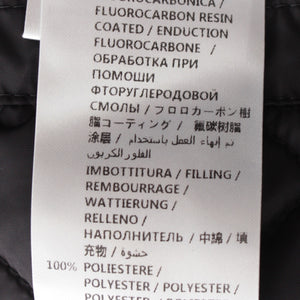 FLUOROCARBON RESIN
COATED / ENDUCTION
FLUOROCARBONE /
ОБРАБОТКА ПРИ
ПОМОШИ
ФТОРУГЛЕРОДОВОЙ
СМОЛЫ / フロロカーボン樹
脂コーティング / 氟碳树脂
涂层 / تم إنهاء العمل باستخدام
الفلور الكربون
IMBOTTITURA / FILLING /
REMBOURRAGE /
WATTIERUNG /
RELLENO /
НАПОЛНИТЕЛЬ / 中綿 / 填
充物 / حشوة /
100% POLIESTERE /
POLYESTER / POLYESTER /